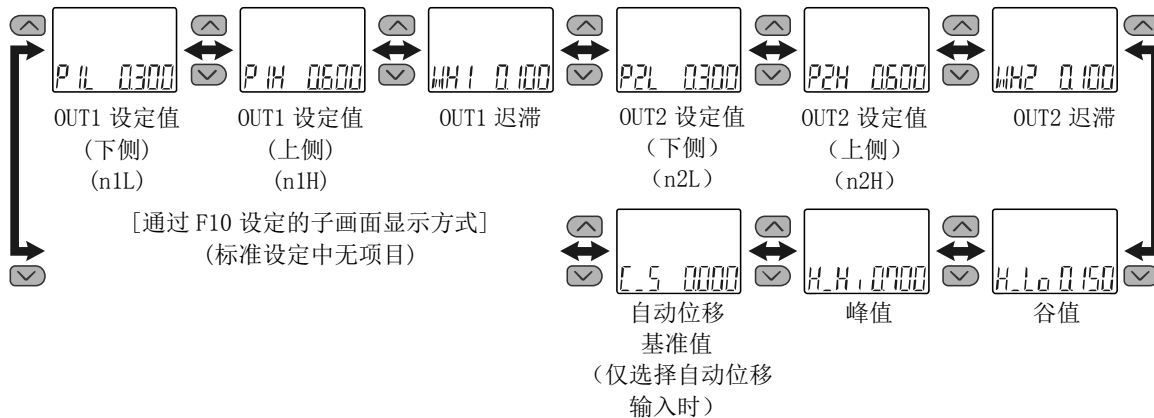 P1L 0.300
P1H 0.600
WH1 0.100
P2L 0.300
P2H 0.600
WH2 0.100
OUT1 设定值
(下侧)
(n1L)
OUT1 设定值
(上侧)
(n1H)
OUT1 迟滞
OUT2 设定值
（下侧）
（n2L）
OUT2 设定值
（上侧）
（n2H）
OUT2 迟滞
[通过 F10 设定的子画面显示方式]
(标准设定中无项目)
C_S 0.000
H_Hi 0.700
H_Lo 0.150
自动位移
基准值
（仅选择自动位移
输入时）
峰值
谷值